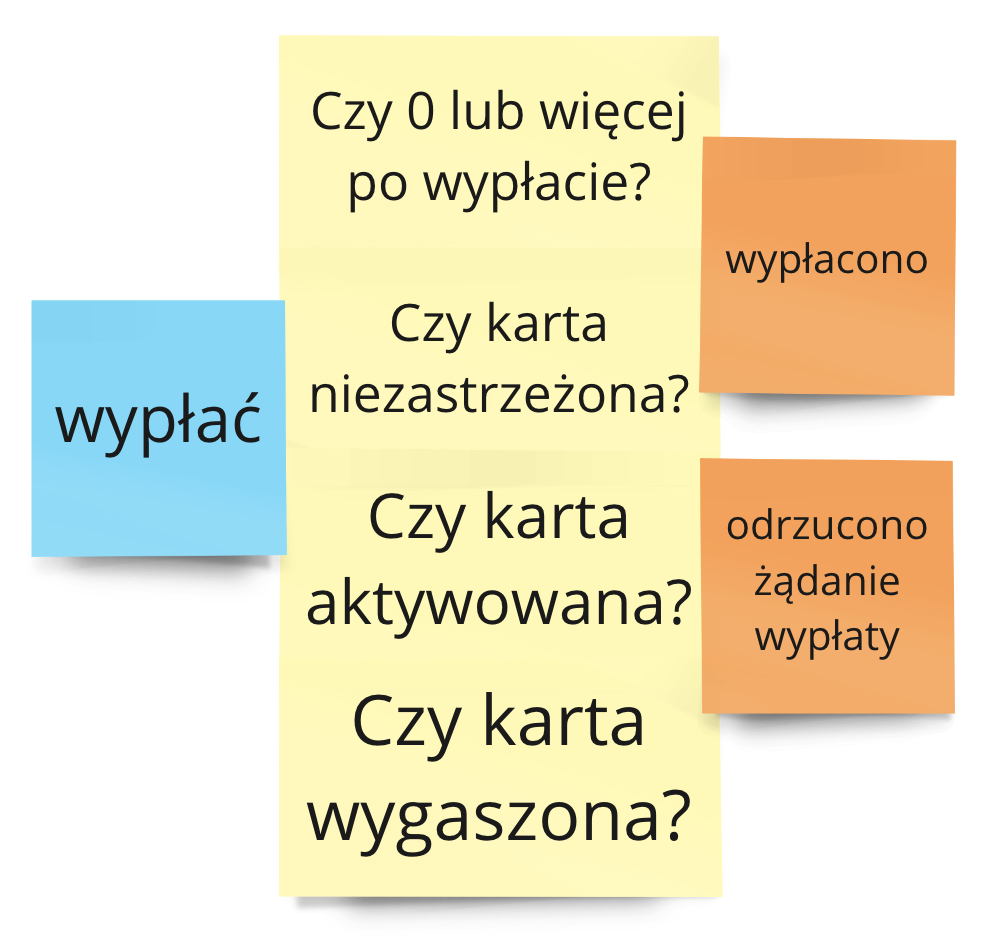 wypłać
Czy 0 lub więcej
po wypłacie?
Czy karta
niezastrzeżona?
Czy karta
aktywowana?
Czy karta
wygaszona?
wypłacono
odrzucono
żądanie
wypłaty